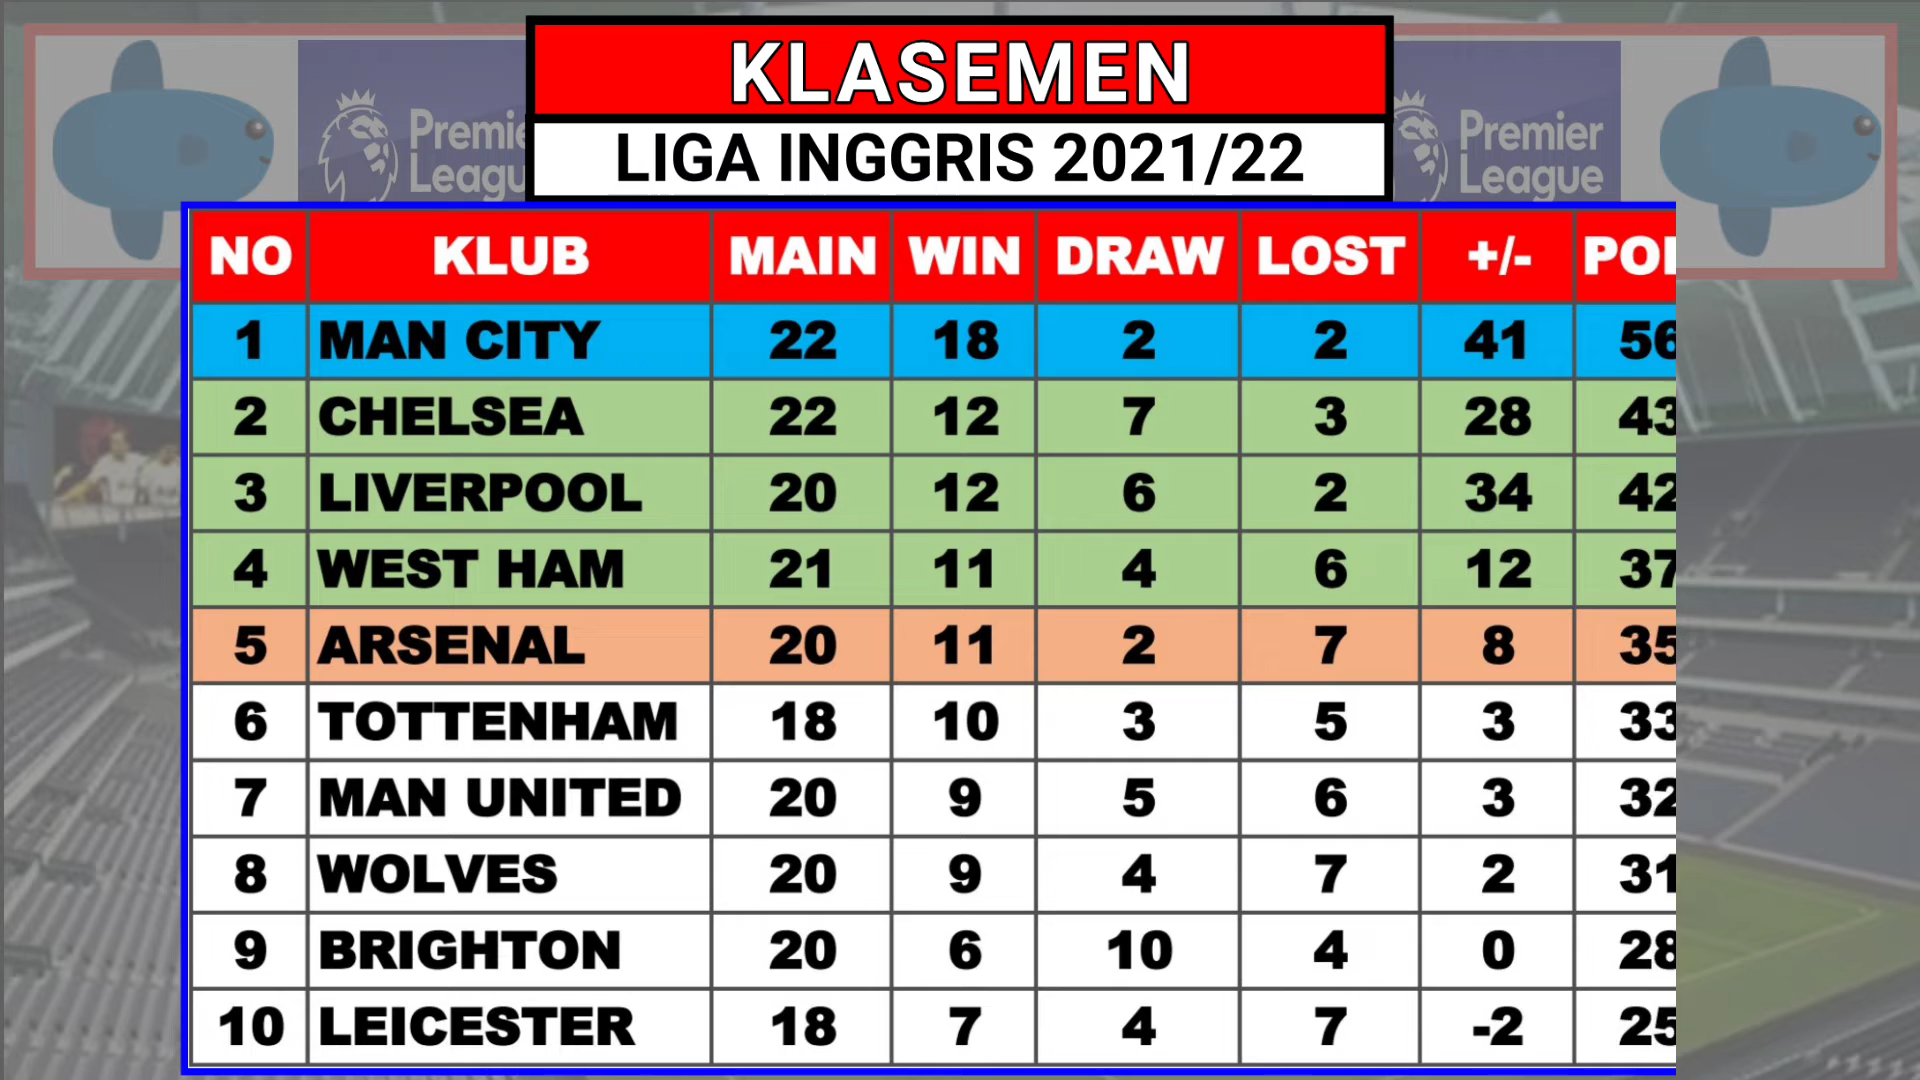 KLASEMEN
LIGA INGGRIS 2021/22
Premier League
NO KLUB MAIN WIN DRAW LOST +/-
1 MAN CITY 22 18 2 2 41 56
2 CHELSEA 22 12 7 3 28 43
3 LIVERPOOL 20 12 6 2 34 42
4 WEST HAM 21 11 4 6 12 37
5 ARSENAL 20 11 2 7 8 35
6 TOTTENHAM 18 10 3 5 3 33
7 MAN UNITED 20 9 5 6 3 32
8 WOLVES 20 9 4 7 2 31
9 BRIGHTON 20 6 10 4 0 28
10 LEICESTER 18 7 4 7 -2 25